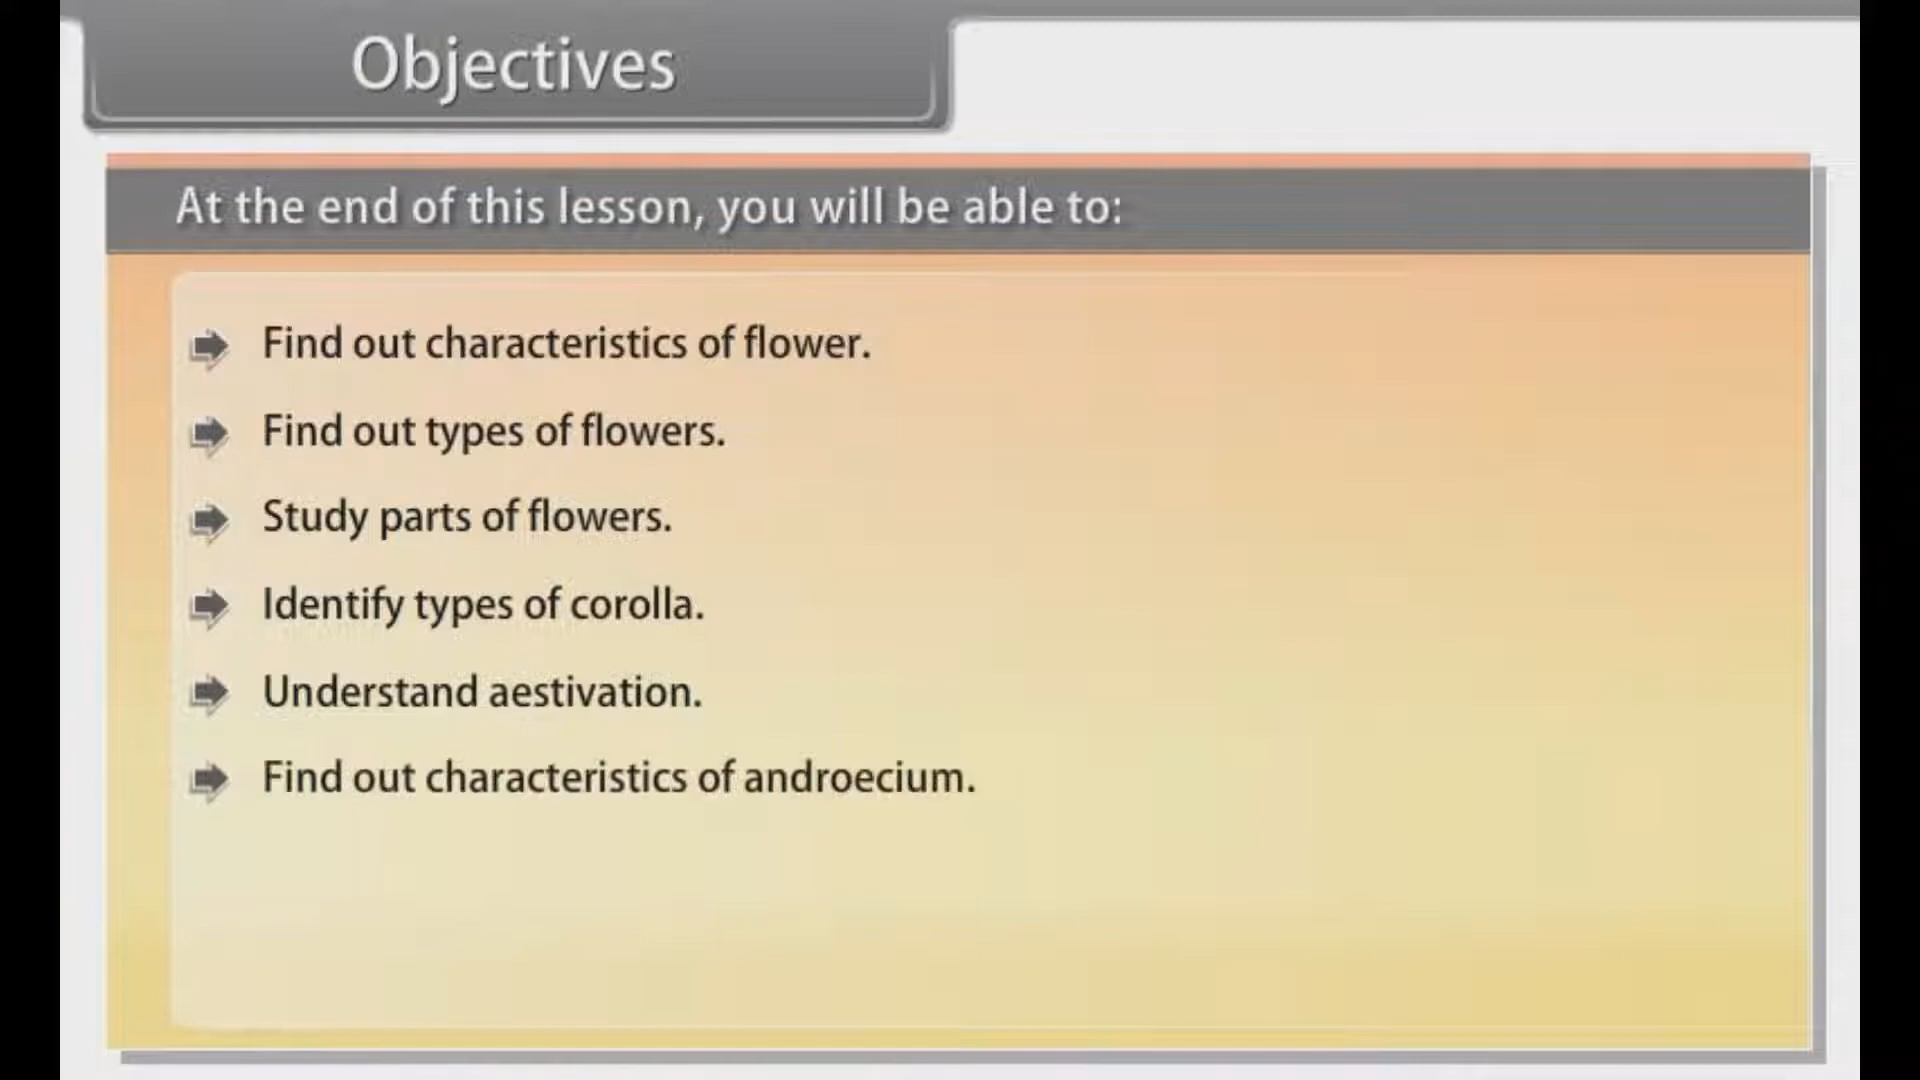 Objectives
At the end of this lesson, you will be able to:
Find out characteristics of flower.
Find out types of flowers.
Study parts of flowers.
Identify types of corolla.
Understand aestivation.
Find out characteristics of androecium.